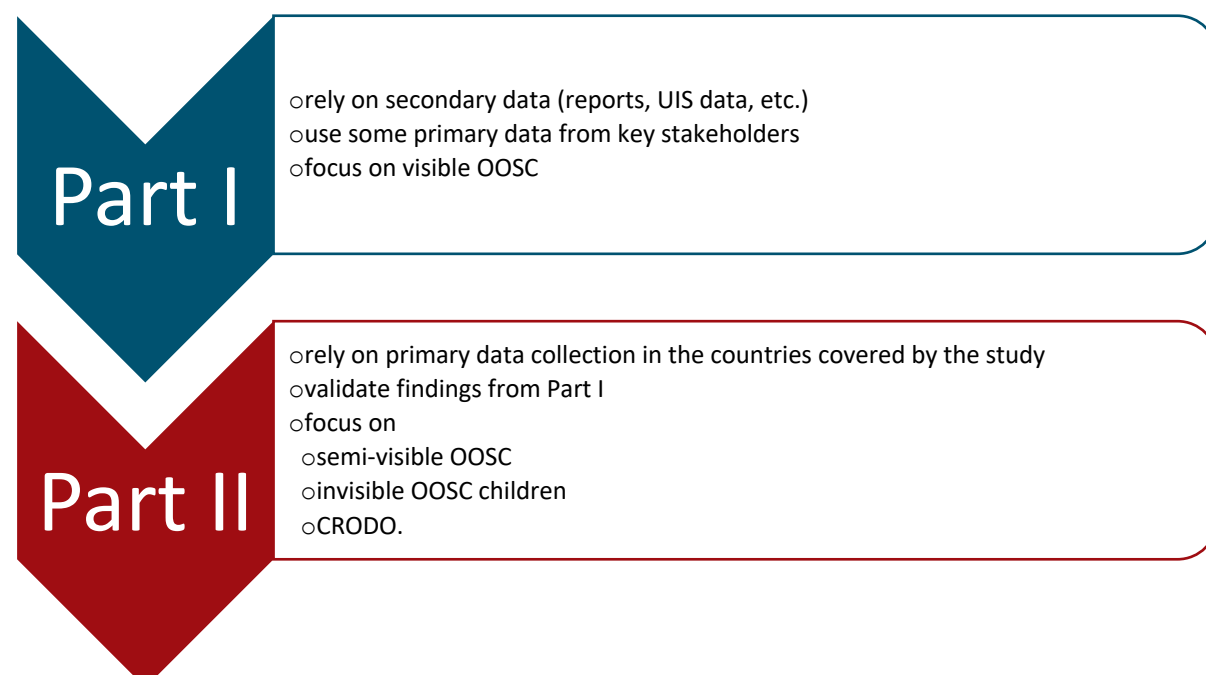 Part I
orely on secondary data (reports, UIS data, etc.)
ouse some primary data from key stakeholders
ofocus on visible OOSC
Part II
orely on primary data collection in the countries covered by the study
ovalidate findings from Part I
ofocus on
osemi-visible OOSC
oinvisible OOSC children
oCRODO.